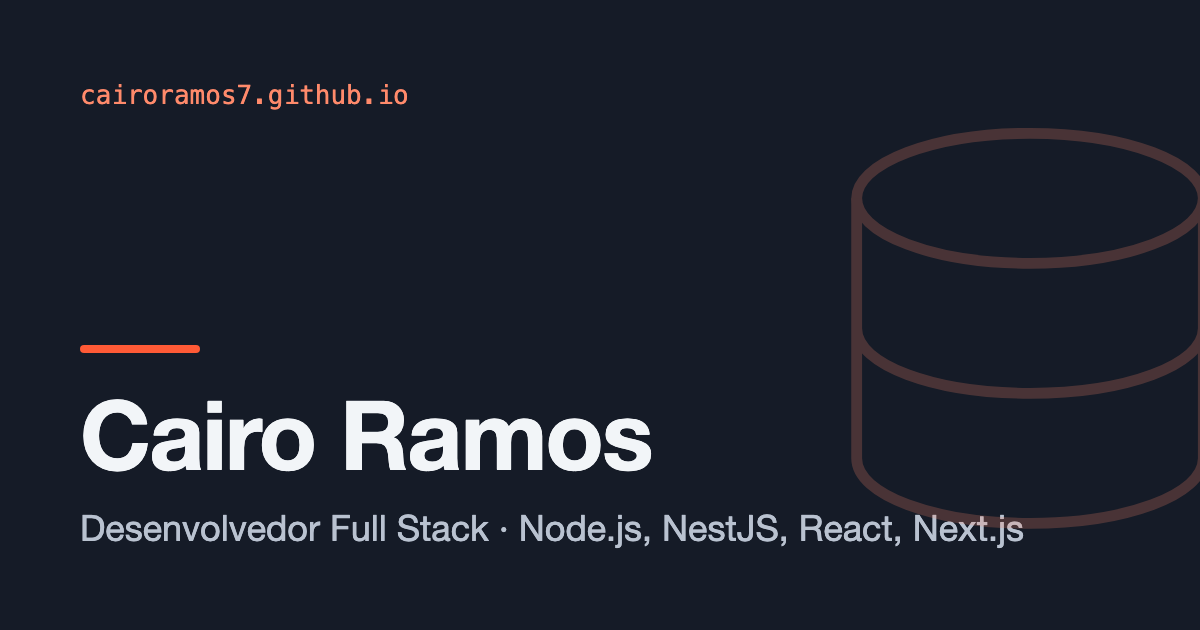 cairoramos7.github.io
Cairo Ramos
Desenvolvedor Full Stack · Node.js, NestJS, React, Next.js